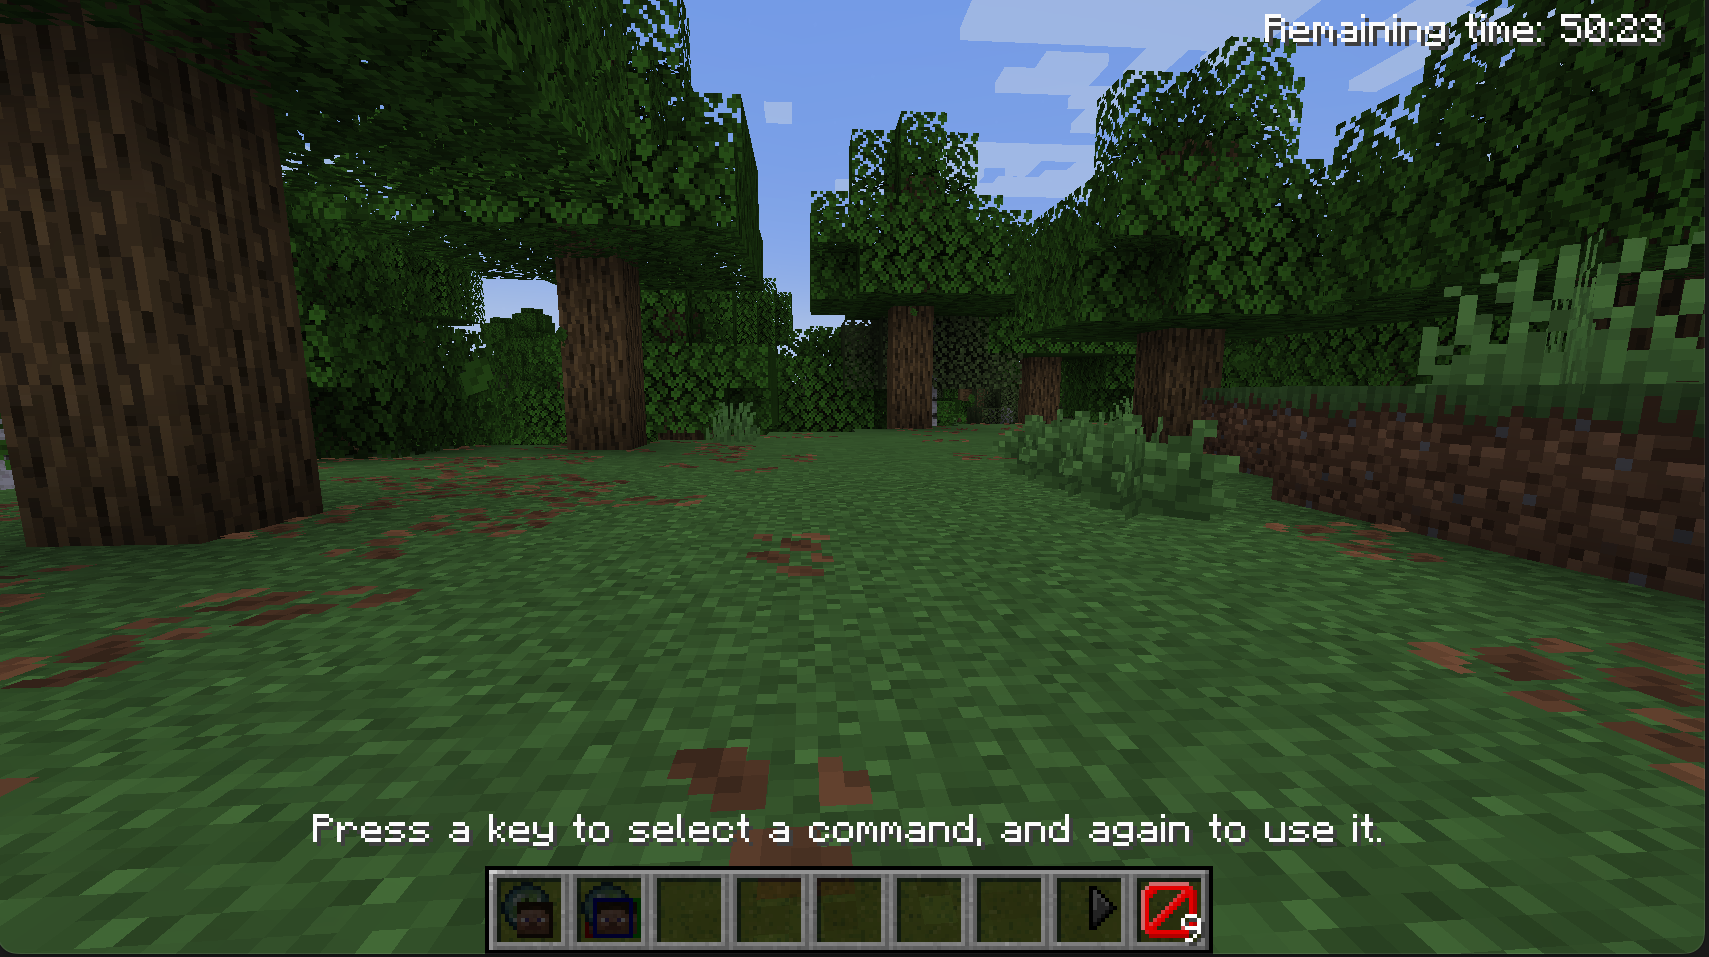 Remaining time: 50:23
Press a key to select a command, and again to use it.
9